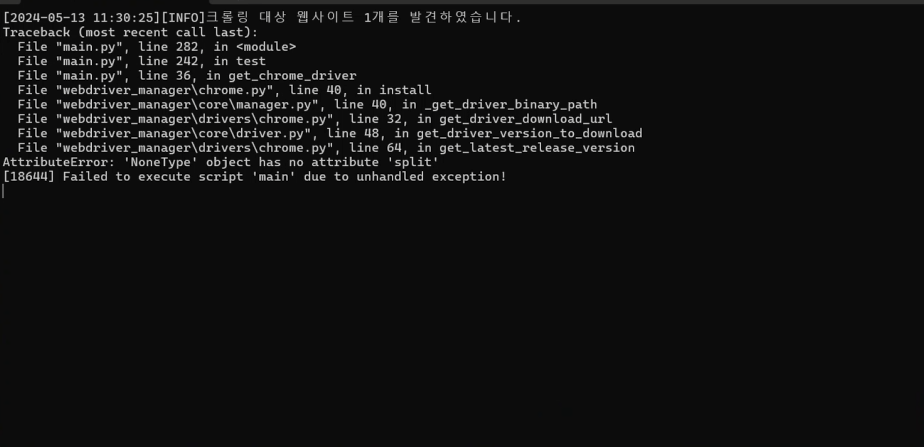 [2024-05-13 11:30:25][INFO]크롤링 대상 웹사이트 1개를 발견하였습니다.
Traceback (most recent call last):
  File "main.py", line 282, in <module>
  File "main.py", line 242, in test
  File "main.py", line 36, in get_chrome_driver
  File "webdriver_manager\chrome.py", line 40, in install
  File "webdriver_manager\core\manager.py", line 40, in _get_driver_binary_path
  File "webdriver_manager\drivers\chrome.py", line 32, in get_driver_download_url
  File "webdriver_manager\core\driver.py", line 48, in get_driver_version_to_download
  File "webdriver_manager\drivers\chrome.py", line 64, in get_latest_release_version
AttributeError: 'NoneType' object has no attribute 'split'
[18644] Failed to execute script 'main' due to unhandled exception!